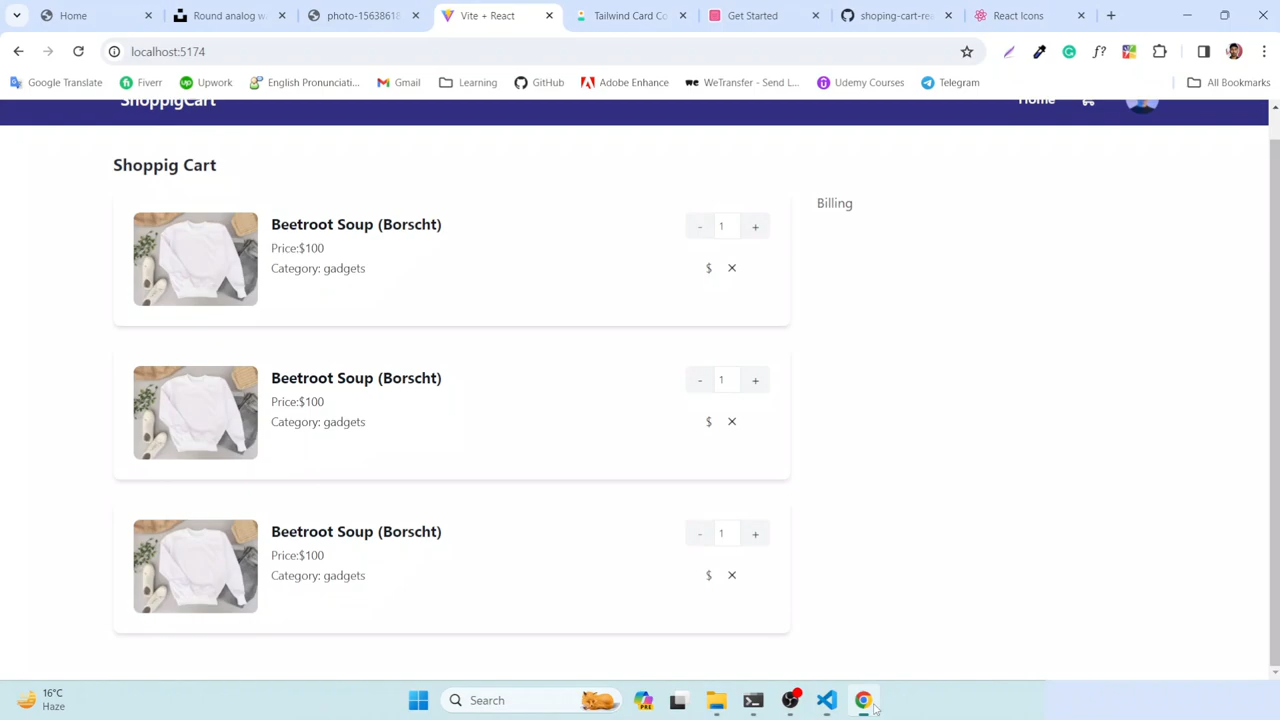 Home
Round analog wa
photo-15638618
Vite + React
Tailwind Card Co
Get Started
shoping-cart-rea
React Icons
localhost:5174
Google Translate
Fiverr
Upwork
English Pronunciati...
Gmail
Learning
GitHub
Adobe Enhance
WeTransfer - Send L...
Udemy Courses
Telegram
All Bookmarks
ShoppigCart
Home
Shoppig Cart
Billing
Beetroot Soup (Borscht)
- 1 +
Price:$100
Category: gadgets
$ ×
Beetroot Soup (Borscht)
- 1 +
Price:$100
Category: gadgets
$ ×
Beetroot Soup (Borscht)
- 1 +
Price:$100
Category: gadgets
$ ×
16°C
Haze
Search